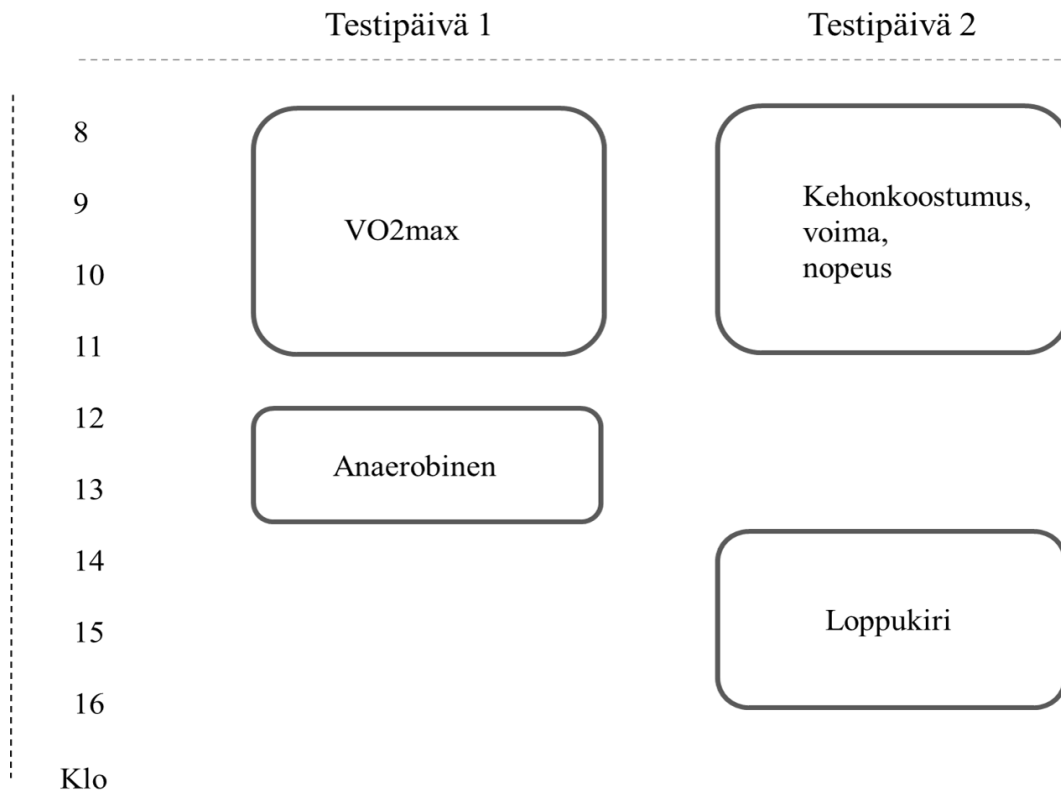 Testipäivä 1
Testipäivä 2
8
9
10
11
12
13
14
15
16
Klo
VO2max
Anaerobinen
Kehonkoostumus,
voima,
nopeus
Loppukiri